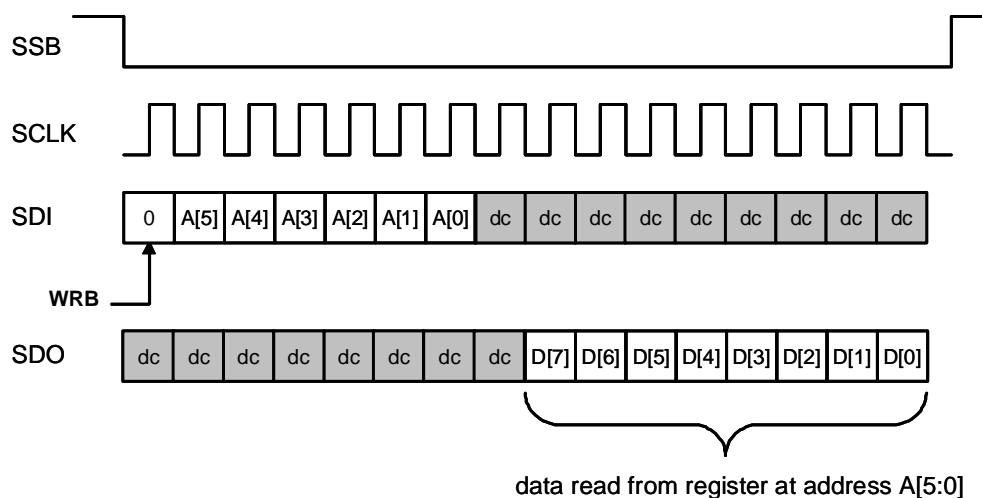 SSB
SCLK
SDI 0 A[5] A[4] A[3] A[2] A[1] A[0] dc dc dc dc dc dc dc dc dc
WRB
SDO dc dc dc dc dc dc dc dc D[7] D[6] D[5] D[4] D[3] D[2] D[1] D[0]
data read from register at address A[5:0]